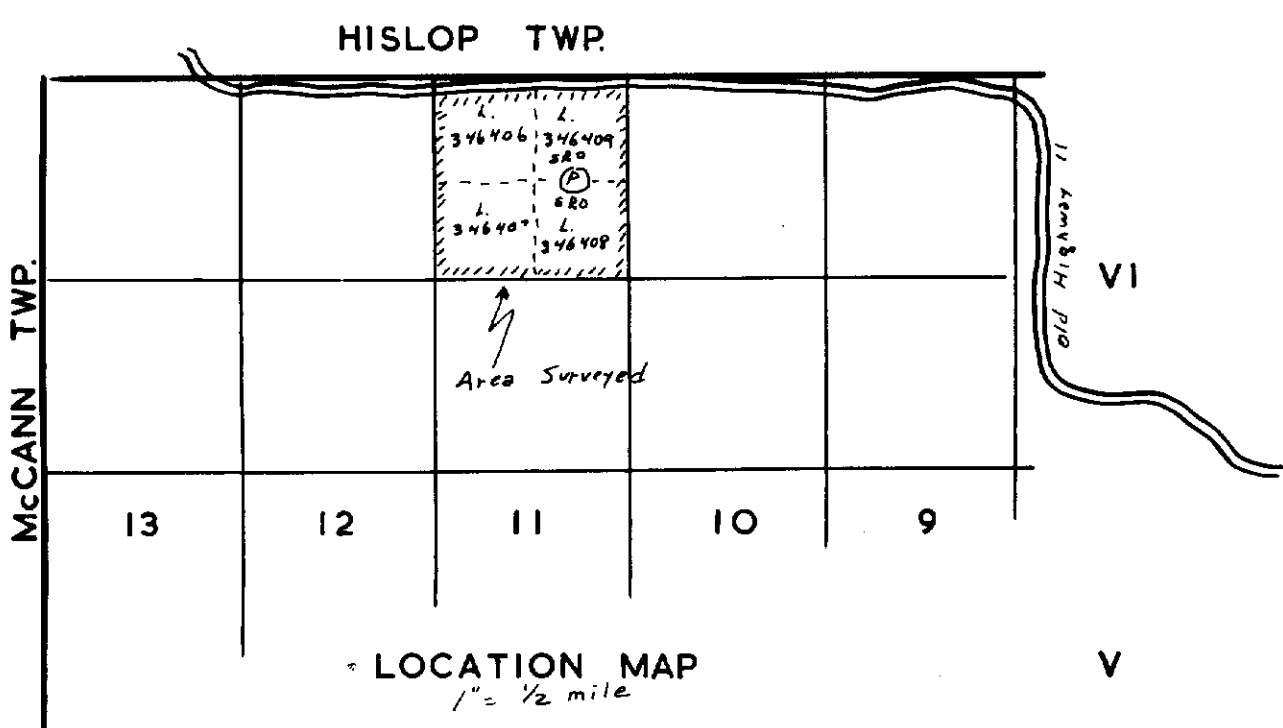 HISLOP TWP.
L.
346406
L.
346409
SRO
P
SRO
L.
346407
L.
346408
Old Highway 11
VI
McCANN TWP.
Area Surveyed
13
12
11
10
9
LOCATION MAP
1" = 1/2 mile
V